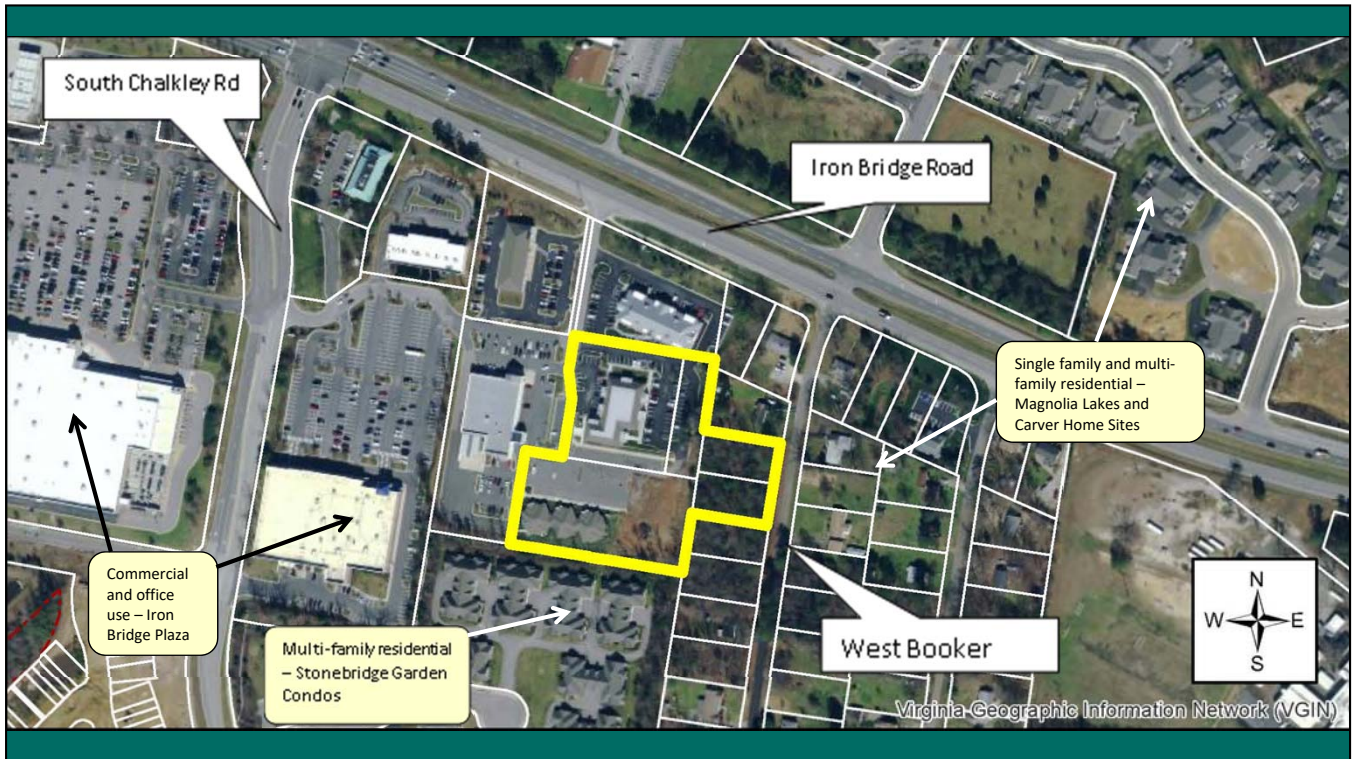 South Chalkley Rd
Iron Bridge Road
Single family and multi-
family residential –
Magnolia Lakes and
Carver Home Sites
Commercial
and office
use – Iron
Bridge Plaza
Multi-family residential
– Stonebridge Garden
Condos
West Booker
N
W E
S
Virginia Geographic Information Network (VGIN)